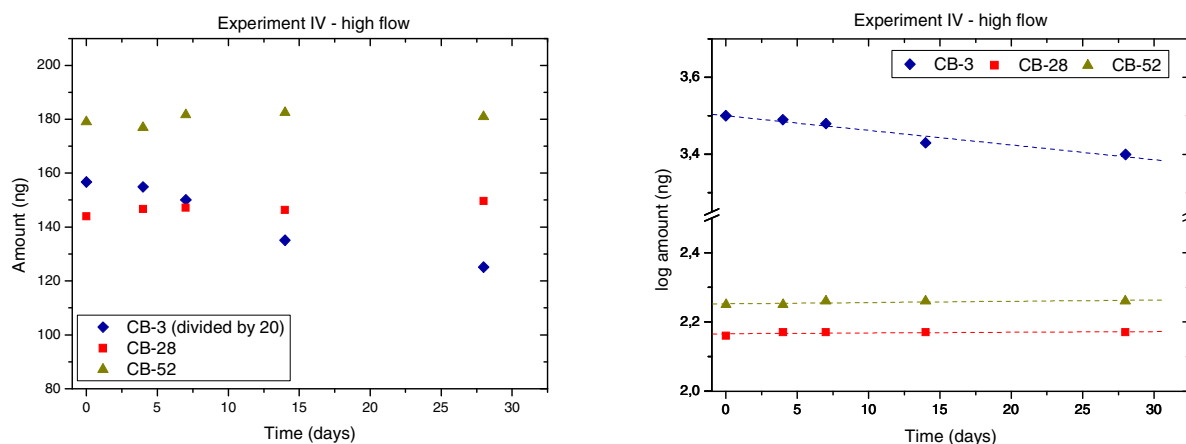 Experiment IV - high flow
Amount (ng)
200
180
160
140
120
100
80
CB-3 (divided by 20)
CB-28
CB-52
0 5 10 15 20 25 30
Time (days)
Experiment IV - high flow
CB-3 CB-28 CB-52
log amount (ng)
3,6
3,4
2,4
2,2
2,0
0 5 10 15 20 25 30
Time (days)